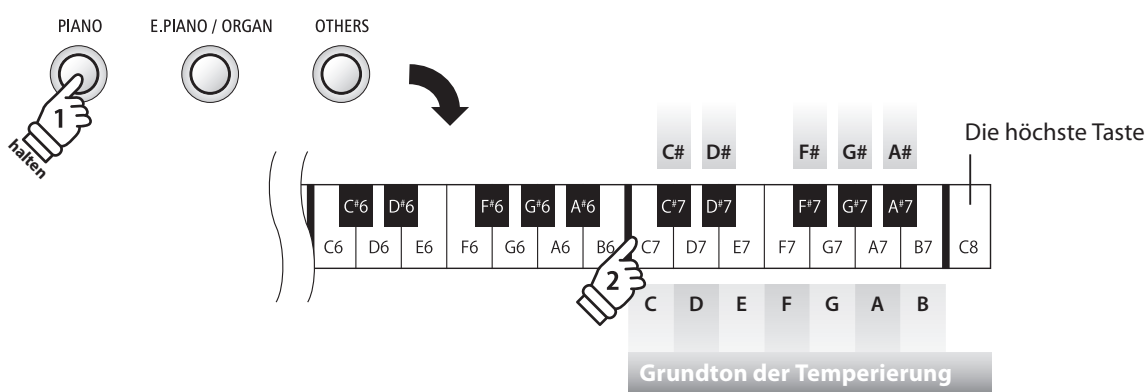 PIANO E.PIANO / ORGAN OTHERS
1
halten
Die höchste Taste
C# D# F# G# A#
C#6 D#6 F#6 G#6 A#6 C#7 D#7 F#7 G#7 A#7
C6 D6 E6 F6 G6 A6 B6 C7 D7 E7 F7 G7 A7 B7 C8
2
C D E F G A B
Grundton der Temperierung